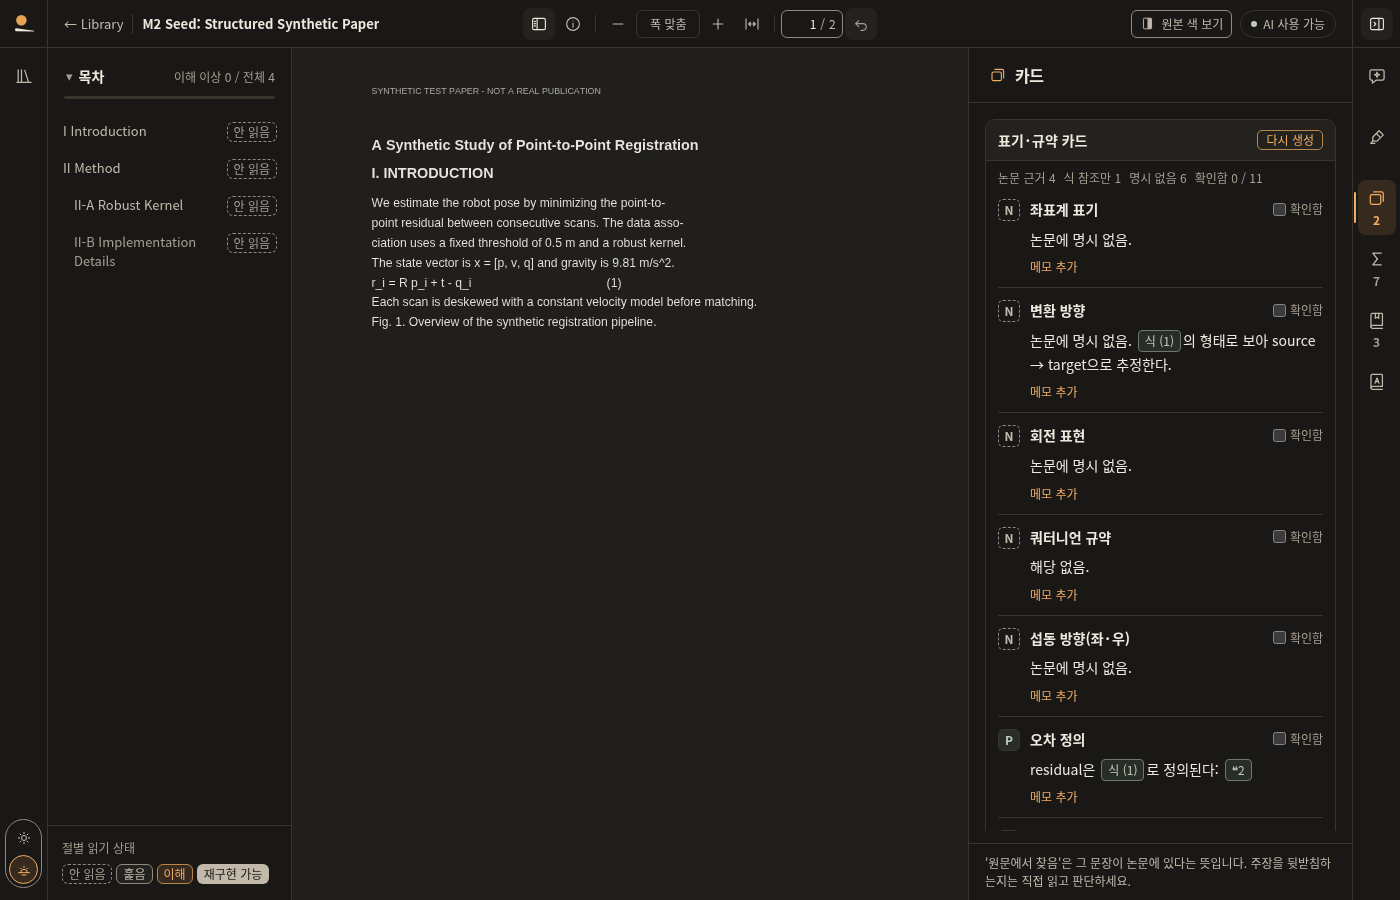 ← Library
M2 Seed: Structured Synthetic Paper
폭 맞춤
1 / 2
원본 색 보기
AI 사용 가능
▼ 목차
이해 이상 0 / 전체 4
I Introduction
안 읽음
II Method
안 읽음
II-A Robust Kernel
안 읽음
II-B Implementation
Details
안 읽음
절별 읽기 상태
안 읽음
훑음
이해
재구현 가능
SYNTHETIC TEST PAPER - NOT A REAL PUBLICATION
A Synthetic Study of Point-to-Point Registration
I. INTRODUCTION
We estimate the robot pose by minimizing the point-to-
point residual between consecutive scans. The data asso-
ciation uses a fixed threshold of 0.5 m and a robust kernel.
The state vector is x = [p, v, q] and gravity is 9.81 m/s^2.
r_i = R p_i + t - q_i (1)
Each scan is deskewed with a constant velocity model before matching.
Fig. 1. Overview of the synthetic registration pipeline.
카드
표기·규약 카드
다시 생성
논문 근거 4 식 참조만 1 명시 없음 6 확인함 0 / 11
N 좌표계 표기 확인함
논문에 명시 없음.
메모 추가
N 변환 방향 확인함
논문에 명시 없음. 식 (1) 의 형태로 보아 source
→ target으로 추정한다.
메모 추가
N 회전 표현 확인함
논문에 명시 없음.
메모 추가
N 쿼터니언 규약 확인함
해당 없음.
메모 추가
N 섭동 방향(좌·우) 확인함
논문에 명시 없음.
메모 추가
P 오차 정의 확인함
residual은 식 (1) 로 정의된다: ❝2
메모 추가
'원문에서 찾음'은 그 문장이 논문에 있다는 뜻입니다. 주장을 뒷받침하
는지는 직접 읽고 판단하세요.
2
7
3
A